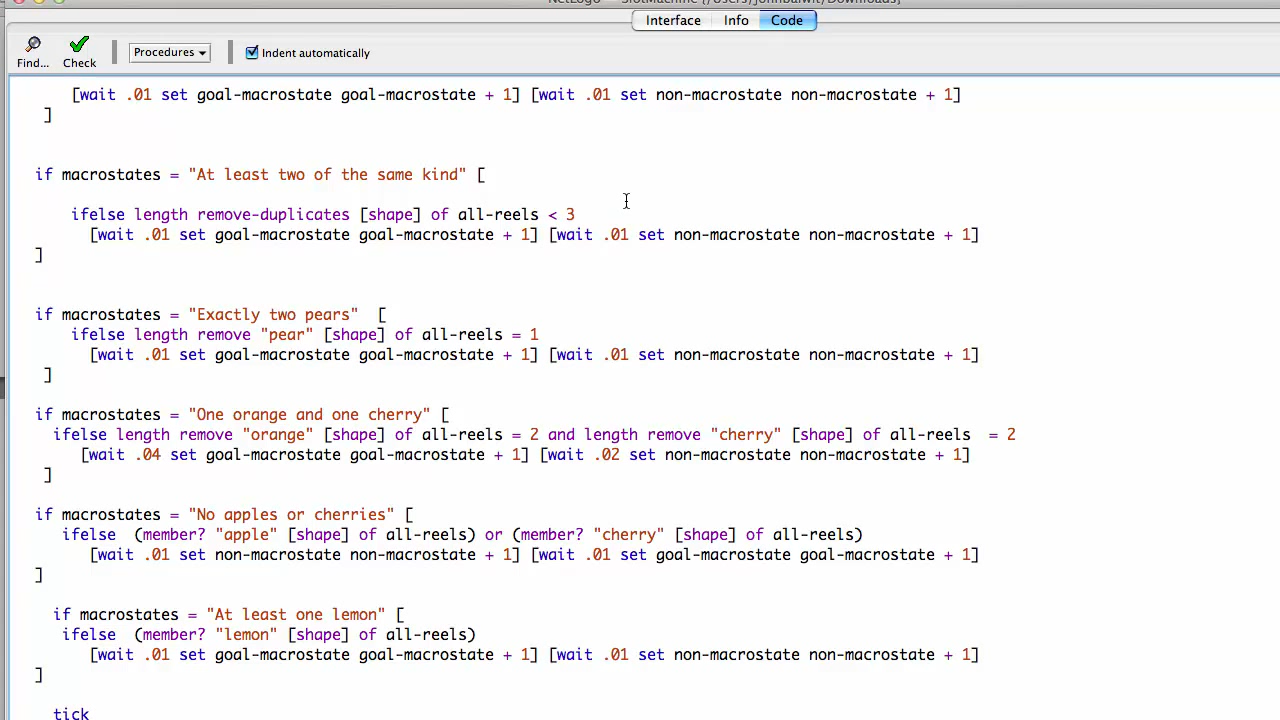 Interface Info Code
Find... Check Procedures Indent automatically
[wait .01 set goal-macrostate goal-macrostate + 1] [wait .01 set non-macrostate non-macrostate + 1]
]
if macrostates = "At least two of the same kind" [
ifelse length remove-duplicates [shape] of all-reels < 3
[wait .01 set goal-macrostate goal-macrostate + 1] [wait .01 set non-macrostate non-macrostate + 1]
]
if macrostates = "Exactly two pears" [
ifelse length remove "pear" [shape] of all-reels = 1
[wait .01 set goal-macrostate goal-macrostate + 1] [wait .01 set non-macrostate non-macrostate + 1]
]
if macrostates = "One orange and one cherry" [
ifelse length remove "orange" [shape] of all-reels = 2 and length remove "cherry" [shape] of all-reels = 2
[wait .04 set goal-macrostate goal-macrostate + 1] [wait .02 set non-macrostate non-macrostate + 1]
]
if macrostates = "No apples or cherries" [
ifelse (member? "apple" [shape] of all-reels) or (member? "cherry" [shape] of all-reels)
[wait .01 set non-macrostate non-macrostate + 1] [wait .01 set goal-macrostate goal-macrostate + 1]
]
if macrostates = "At least one lemon" [
ifelse (member? "lemon" [shape] of all-reels)
[wait .01 set goal-macrostate goal-macrostate + 1] [wait .01 set non-macrostate non-macrostate + 1]
]
tick